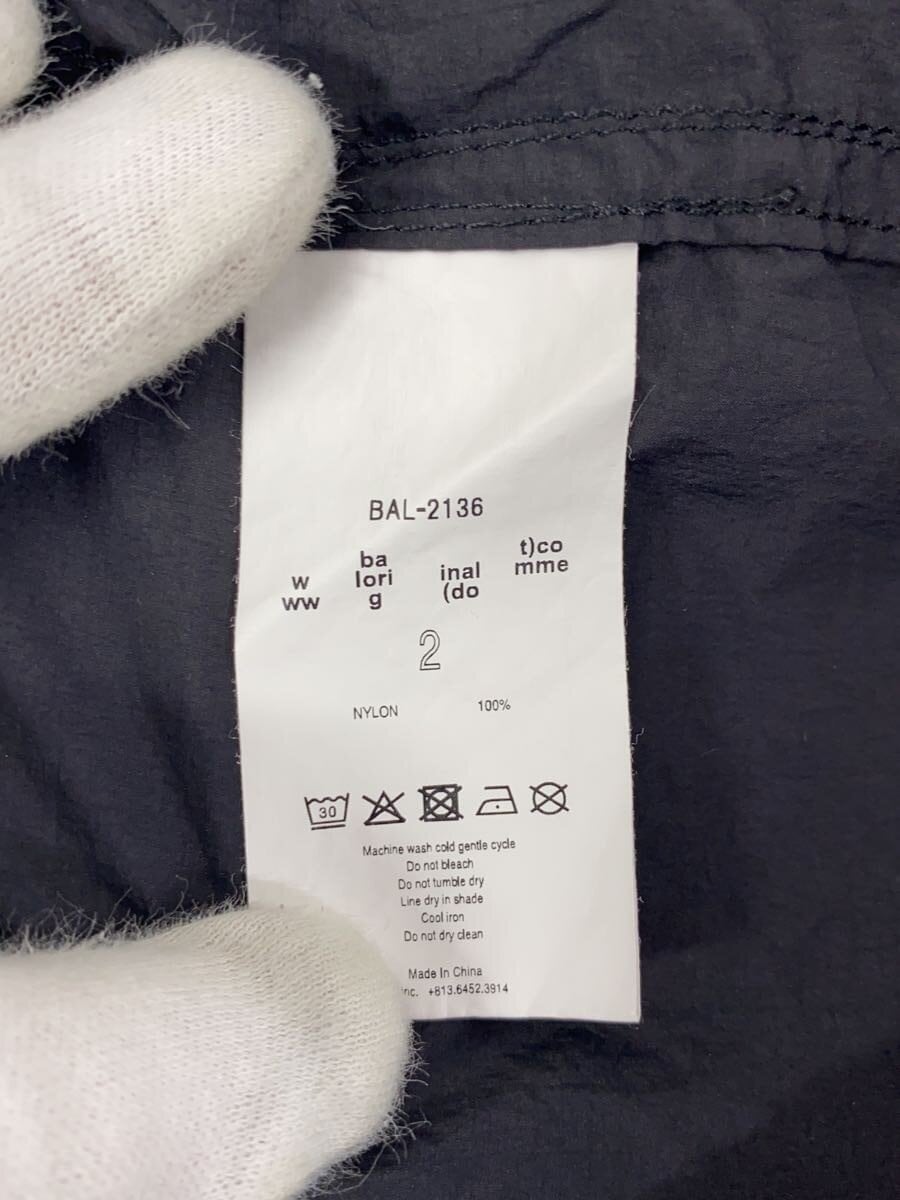 BAL-2136
w
ww
ba
lori
g
inal
(do
t)co
mme
2
NYLON 100%
30
Machine wash cold gentle cycle
Do not bleach
Do not tumble dry
Line dry in shade
Cool iron
Do not dry clean
Made In China
inc. +813.6452.3914